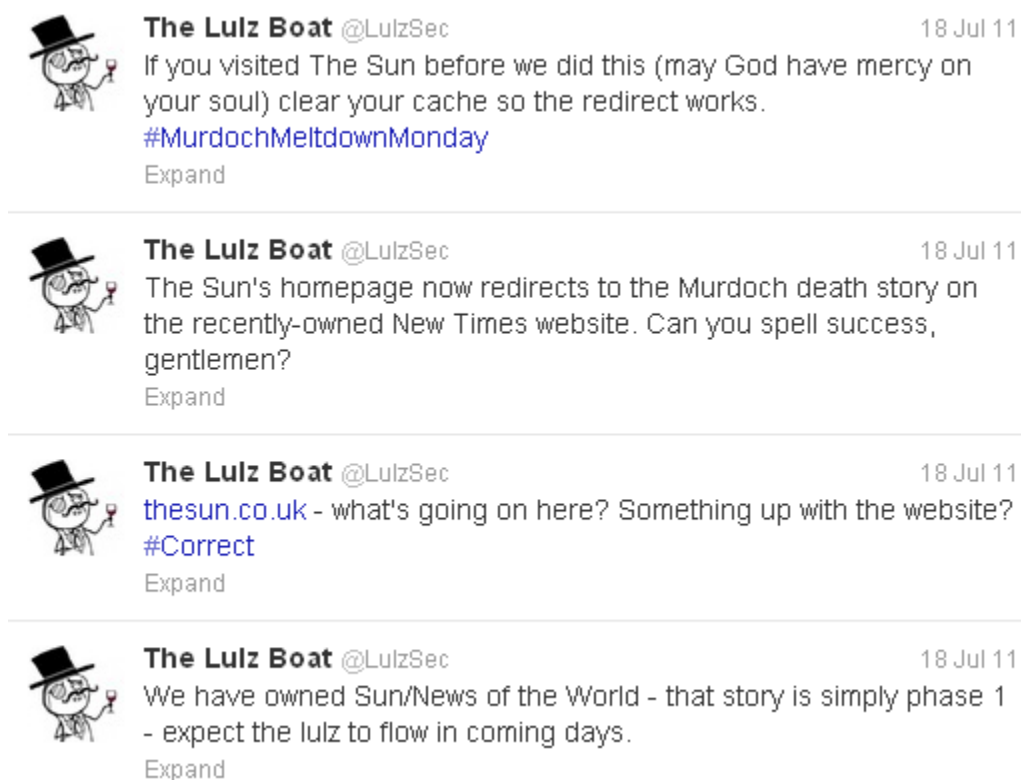 The Lulz Boat @LulzSec 18 Jul 11
If you visited The Sun before we did this (may God have mercy on
your soul) clear your cache so the redirect works.
#MurdochMeltdownMonday
Expand
The Lulz Boat @LulzSec 18 Jul 11
The Sun's homepage now redirects to the Murdoch death story on
the recently-owned New Times website. Can you spell success,
gentlemen?
Expand
The Lulz Boat @LulzSec 18 Jul 11
thesun.co.uk - what's going on here? Something up with the website?
#Correct
Expand
The Lulz Boat @LulzSec 18 Jul 11
We have owned Sun/News of the World - that story is simply phase 1
- expect the lulz to flow in coming days.
Expand